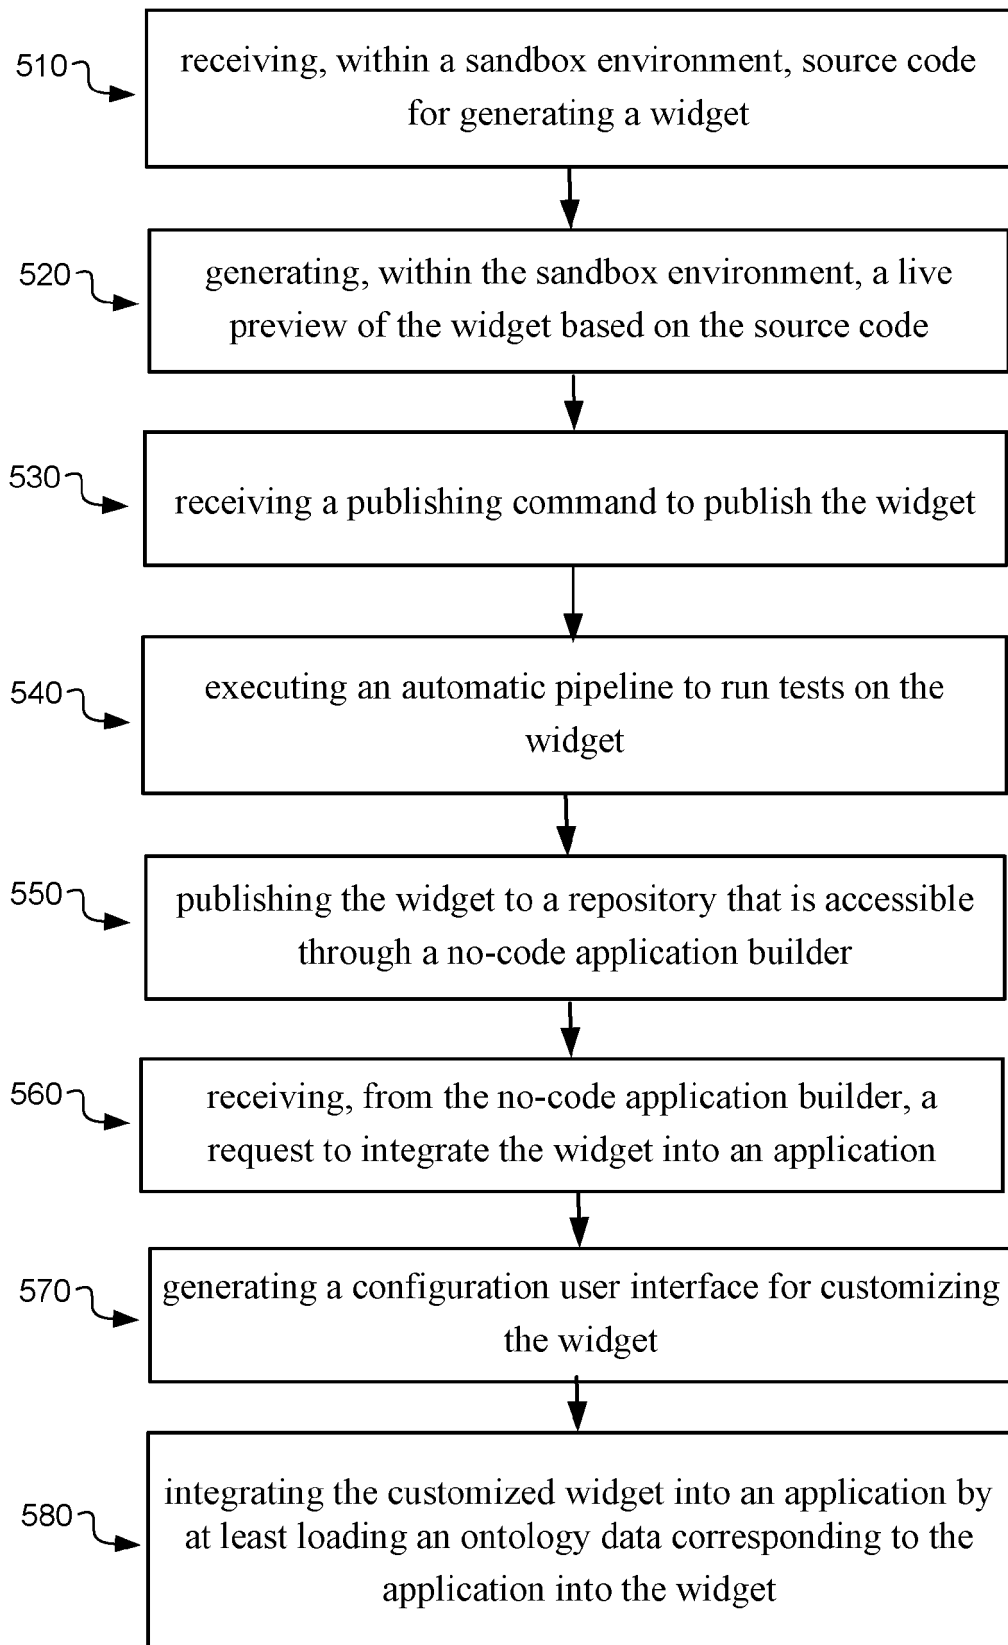 510
receiving, within a sandbox environment, source code
for generating a widget
520
generating, within the sandbox environment, a live
preview of the widget based on the source code
530
receiving a publishing command to publish the widget
540
executing an automatic pipeline to run tests on the
widget
550
publishing the widget to a repository that is accessible
through a no-code application builder
560
receiving, from the no-code application builder, a
request to integrate the widget into an application
570
generating a configuration user interface for customizing
the widget
580
integrating the customized widget into an application by
at least loading an ontology data corresponding to the
application into the widget